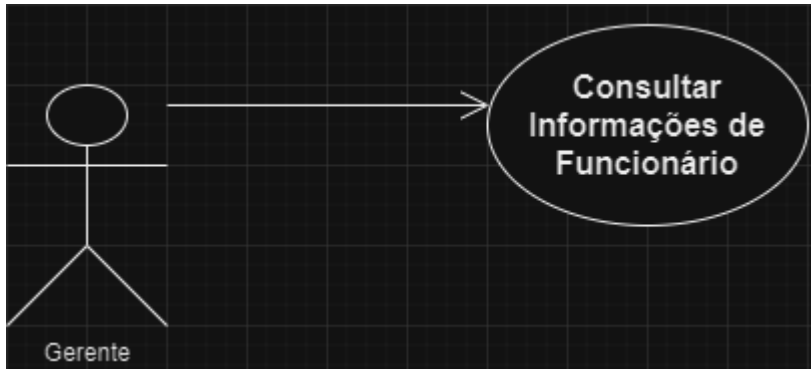 Consultar
Informações de
Funcionário
Gerente